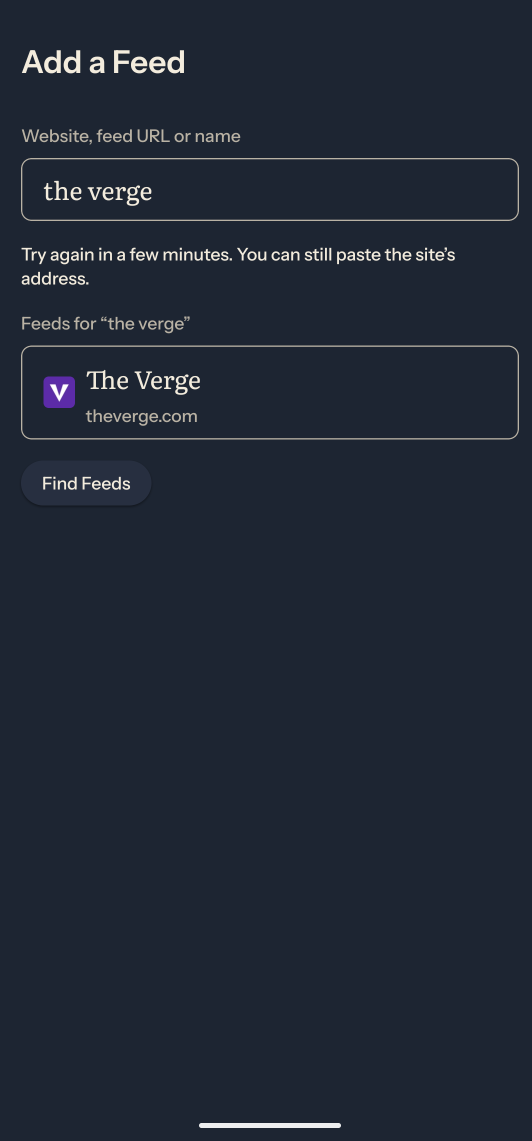 Add a Feed
Website, feed URL or name
the verge
Try again in a few minutes. You can still paste the site’s
address.
Feeds for “the verge”
V
The Verge
theverge.com
Find Feeds